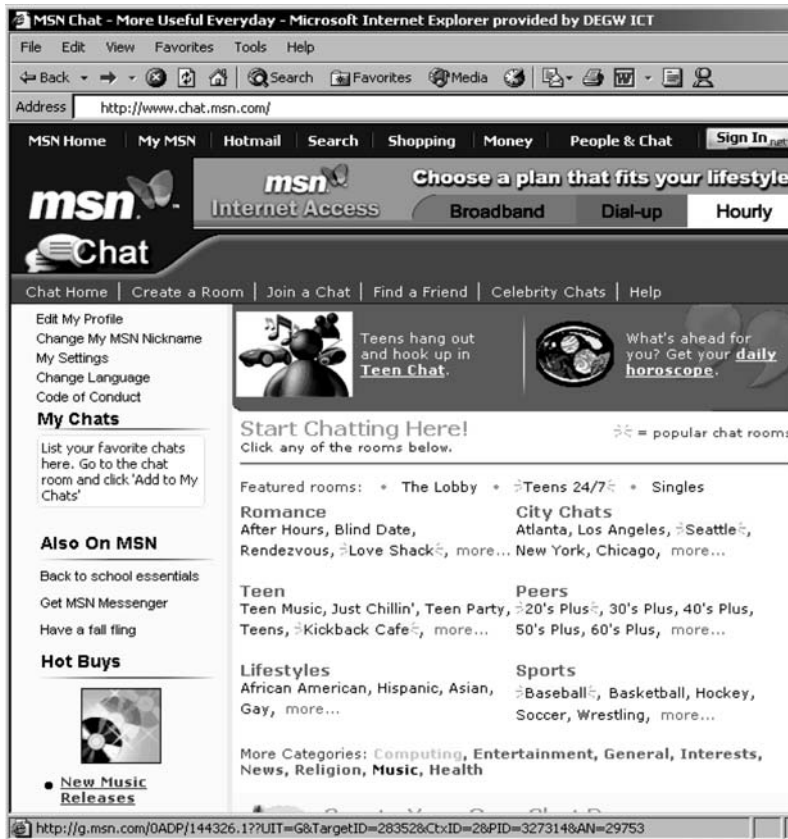 MSN Chat - More Useful Everyday - Microsoft Internet Explorer provided by DEGW ICT
File Edit View Favorites Tools Help
Back Search Favorites Media
Address http://www.chat.msn.com/
MSN Home My MSN Hotmail Search Shopping Money People & Chat Sign In .net
msn Choose a plan that fits your lifestyle
msn Internet Access Broadband Dial-up Hourly
Chat
Chat Home | Create a Room | Join a Chat | Find a Friend | Celebrity Chats | Help
Edit My Profile
Change My MSN Nickname
My Settings
Change Language
Code of Conduct
My Chats
List your favorite chats
here. Go to the chat
room and click 'Add to My
Chats'
Also On MSN
Back to school essentials
Get MSN Messenger
Have a fall fling
Hot Buys
New Music
Releases
Teens hang out
and hook up in
Teen Chat.
What's ahead for
you? Get your daily
horoscope.
Start Chatting Here!
Click any of the rooms below.
= popular chat rooms
Featured rooms: • The Lobby • Teens 24/7 • Singles
Romance
After Hours, Blind Date,
Rendezvous, Love Shack, more...
City Chats
Atlanta, Los Angeles, Seattle,
New York, Chicago, more...
Teen
Teen Music, Just Chillin', Teen Party,
Teens, Kickback Cafe, more...
Peers
20's Plus, 30's Plus, 40's Plus,
50's Plus, 60's Plus, more...
Lifestyles
African American, Hispanic, Asian,
Gay, more...
Sports
Baseball, Basketball, Hockey,
Soccer, Wrestling, more...
More Categories: Computing, Entertainment, General, Interests,
News, Religion, Music, Health
http://g.msn.com/0ADP/144326.1??UIT=G&TargetID=28352&CtxID=2&PID=327314&AN=29753